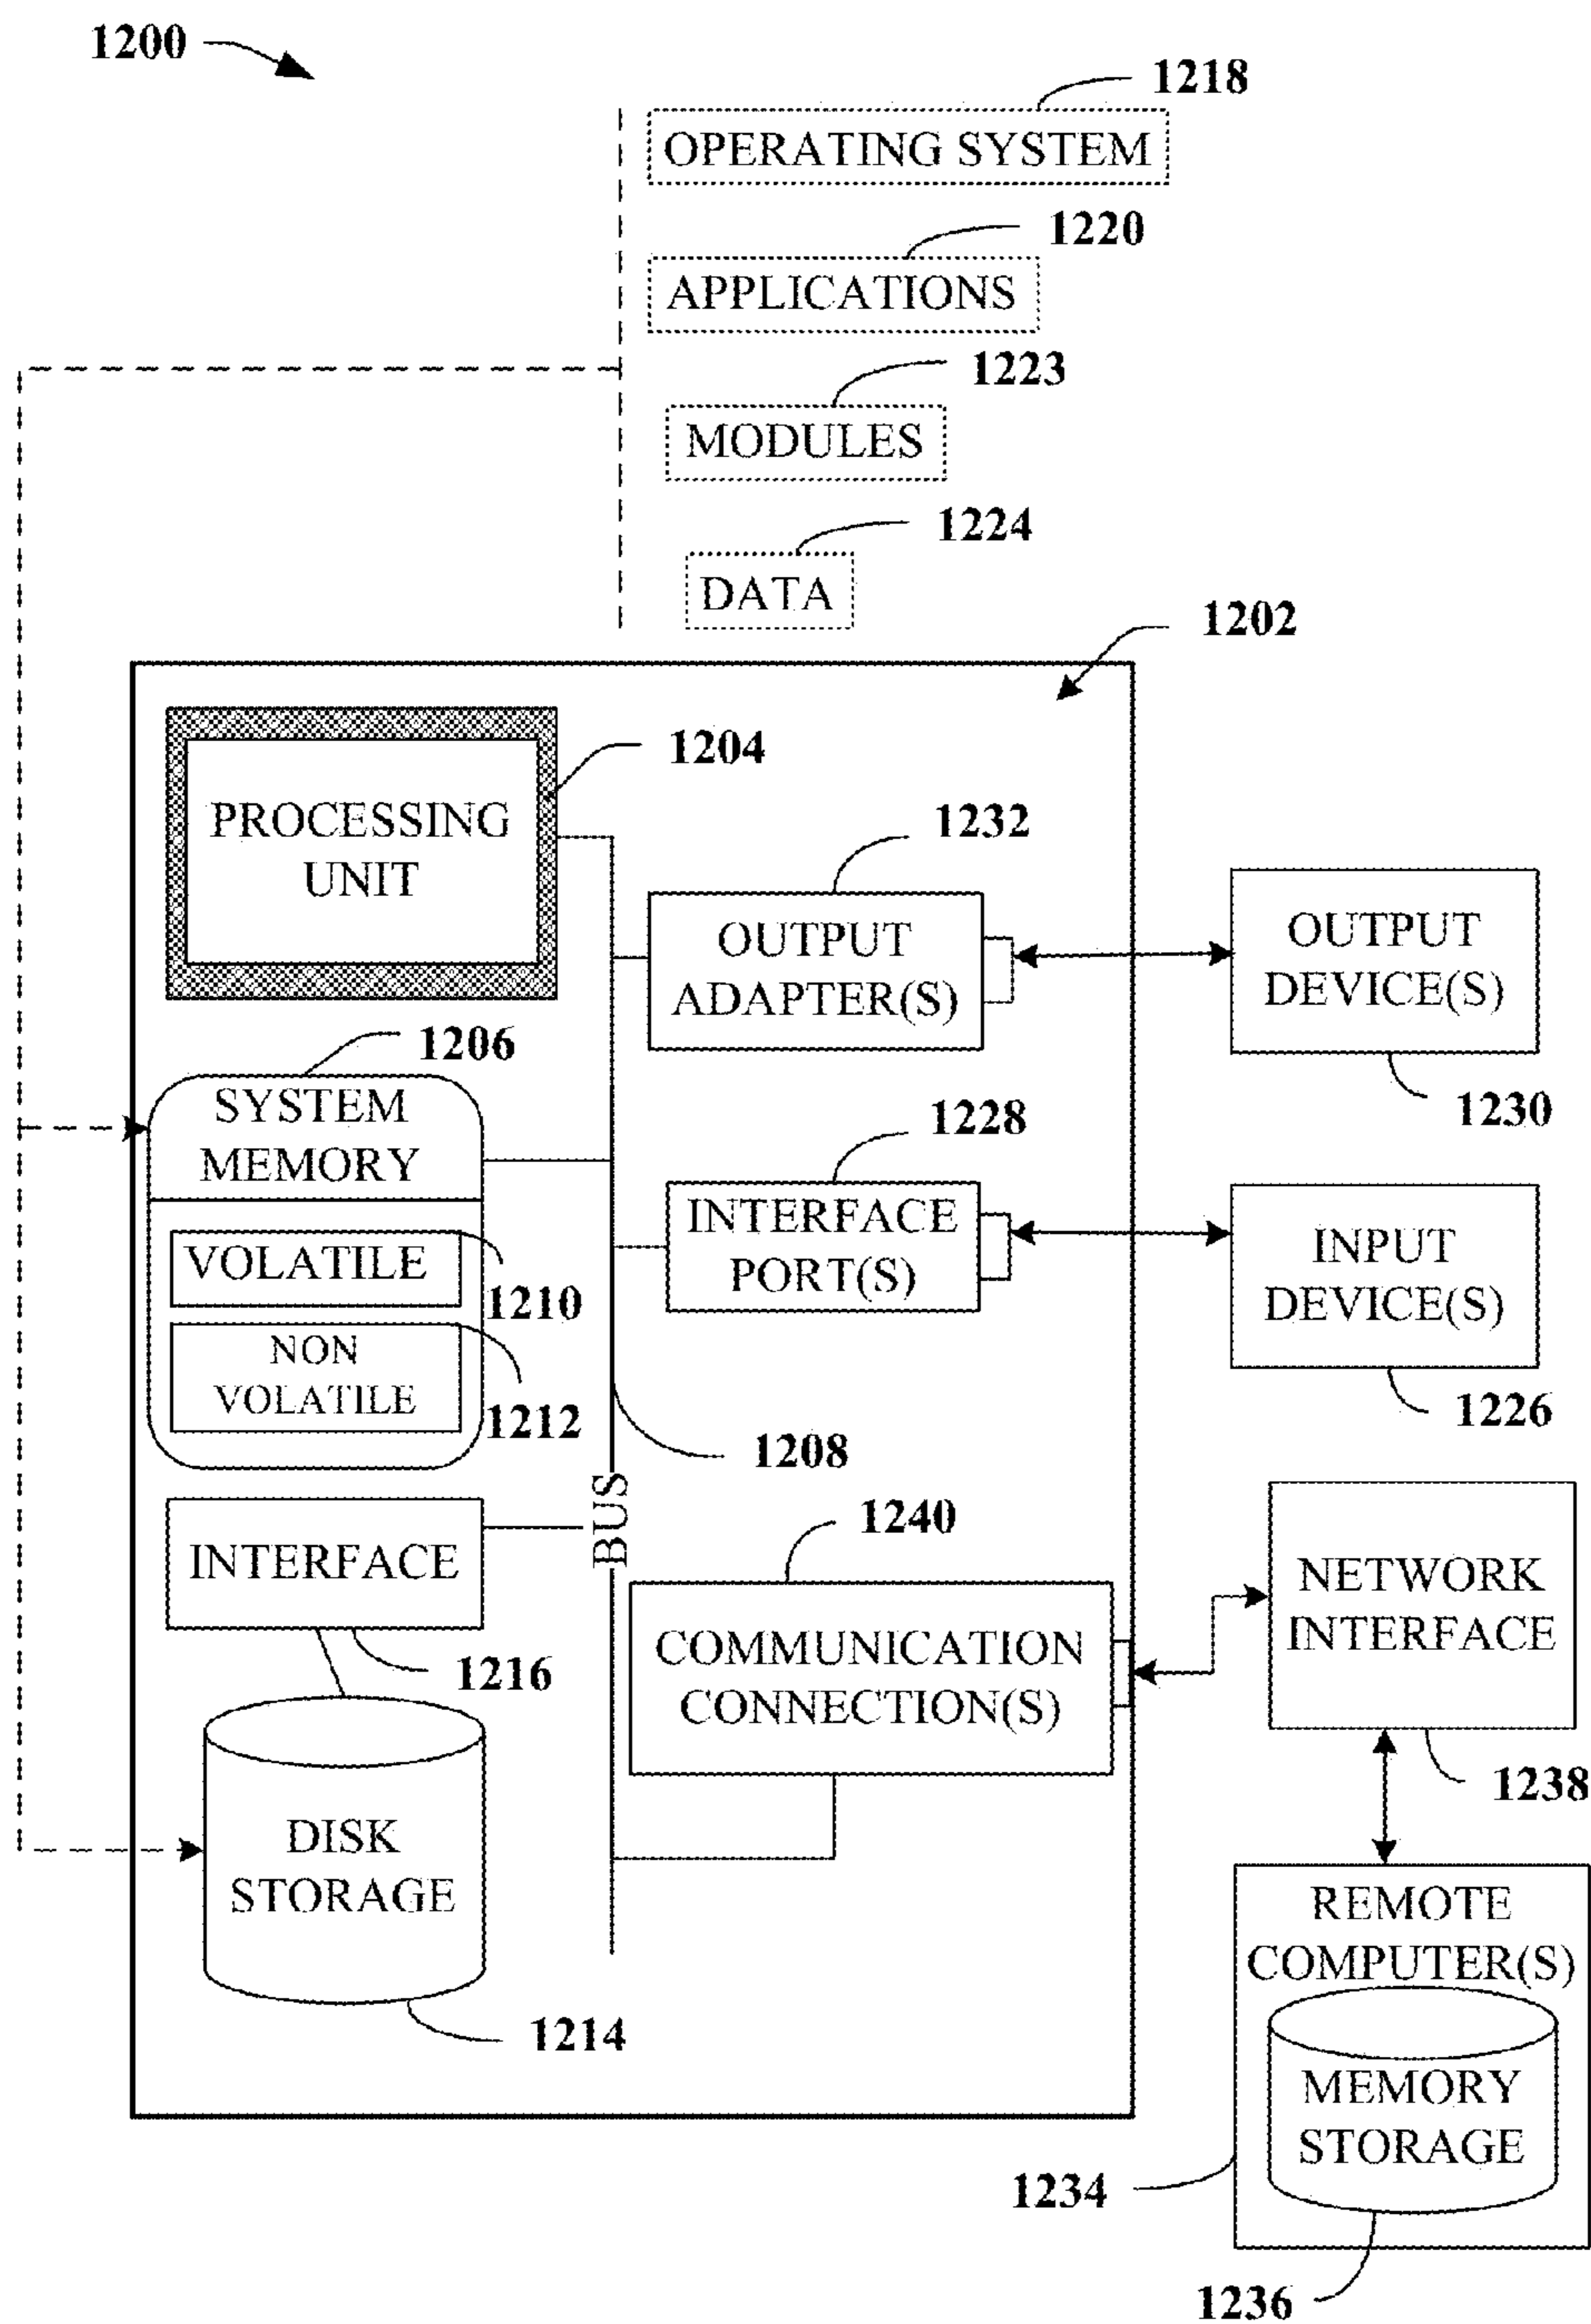 1200
1218
OPERATING SYSTEM
1220
APPLICATIONS
1223
MODULES
1224
DATA
1202
PROCESSING
UNIT
1204
1232
OUTPUT
ADAPTER(S)
OUTPUT
DEVICE(S)
1230
1206
SYSTEM
MEMORY
VOLATILE
1210
NON
VOLATILE
1212
1228
INTERFACE
PORT(S)
INPUT
DEVICE(S)
1226
1208
BUS
INTERFACE
1216
1240
COMMUNICATION
CONNECTION(S)
NETWORK
INTERFACE
1238
DISK
STORAGE
1214
REMOTE
COMPUTER(S)
MEMORY
STORAGE
1234
1236